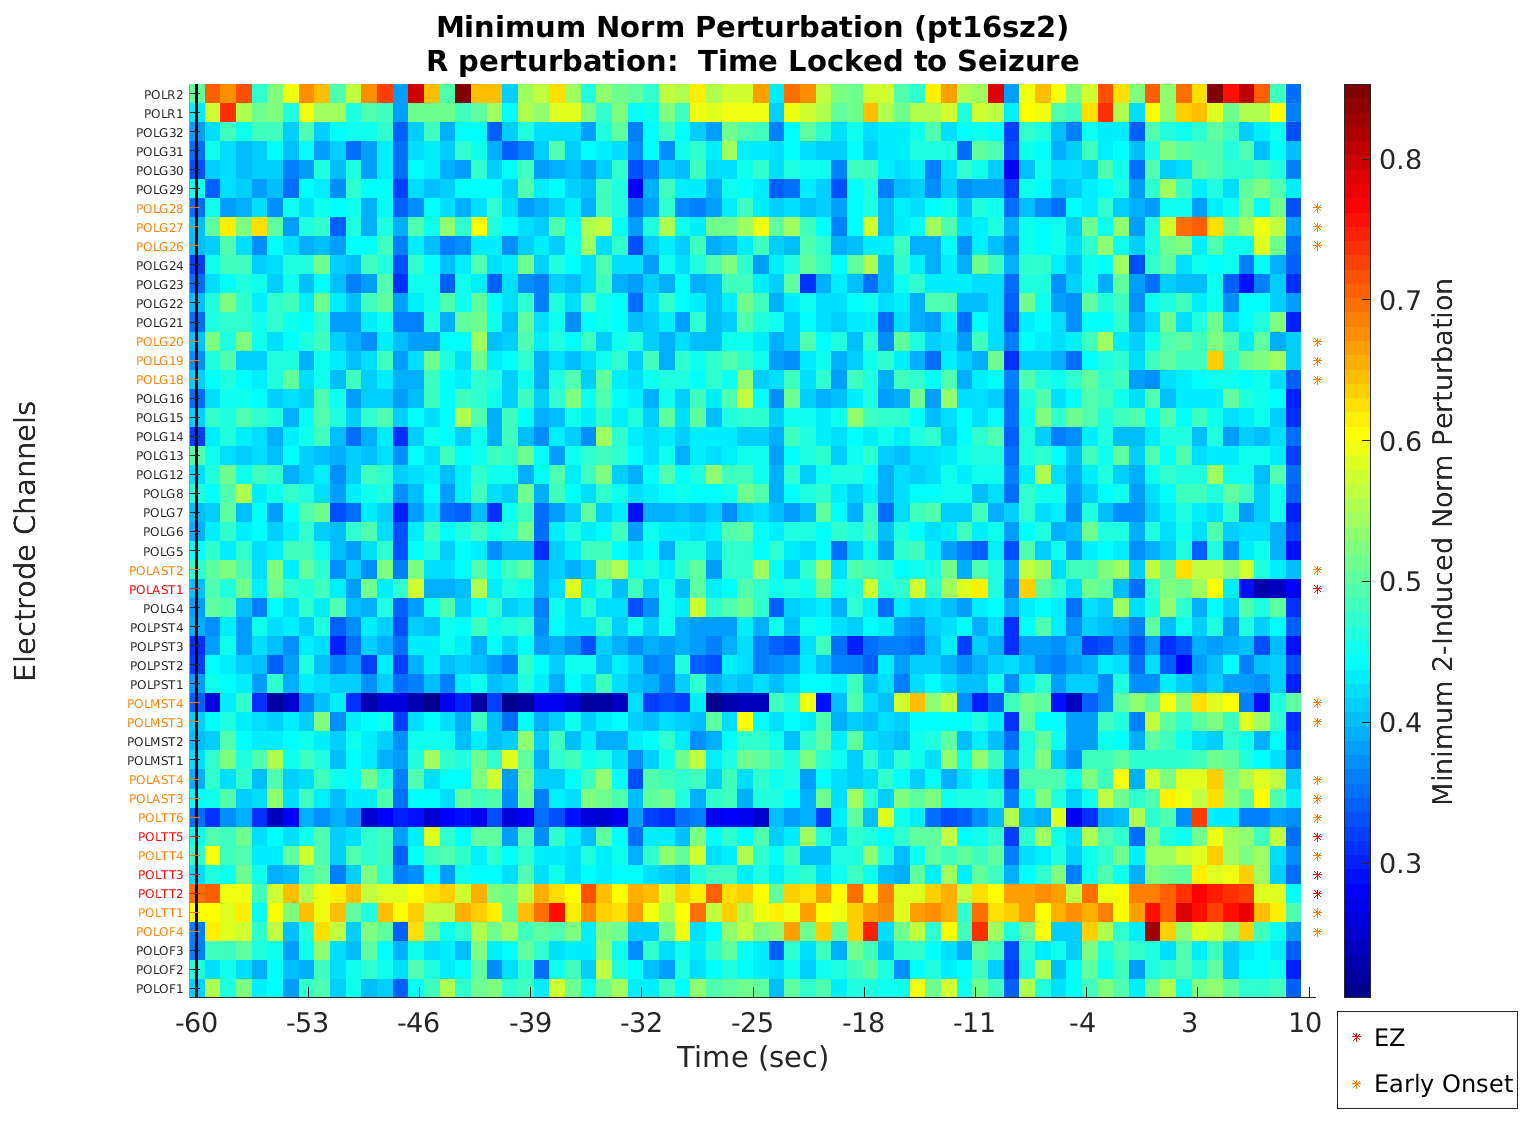 Minimum Norm Perturbation (pt16sz2)
R perturbation:  Time Locked to Seizure
Electrode Channels
POLR2
POLR1
POLG32
POLG31
POLG30
POLG29
POLG28
POLG27
POLG26
POLG24
POLG23
POLG22
POLG21
POLG20
POLG19
POLG18
POLG16
POLG15
POLG14
POLG13
POLG12
POLG8
POLG7
POLG6
POLG5
POLAST2
POLAST1
POLG4
POLPST4
POLPST3
POLPST2
POLPST1
POLMST4
POLMST3
POLMST2
POLMST1
POLAST4
POLAST3
POLTT6
POLTT5
POLTT4
POLTT3
POLTT2
POLTT1
POLOF4
POLOF3
POLOF2
POLOF1
-60 -53 -46 -39 -32 -25 -18 -11 -4 3 10
Time (sec)
0.8
0.7
0.6
0.5
0.4
0.3
Minimum 2-Induced Norm Perturbation
EZ
Early Onset